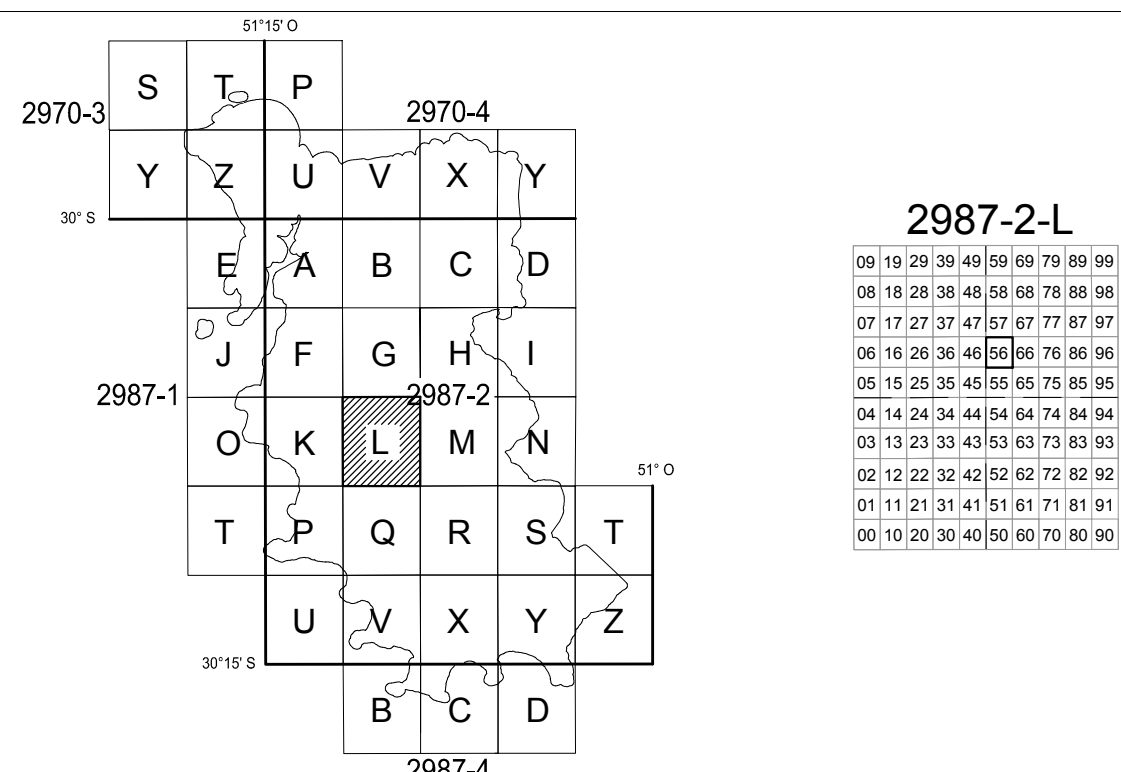 51°15' O
S T P
2970-3
2970-4
Y Z U V X Y
30° S
E A B C D
J F G H I
2987-1
2987-2
O K L M N
51° O
T P Q R S T
U V X Y Z
30°15' S
B C D
2987-4
2987-2-L
09 19 29 39 49 59 69 79 89 99
08 18 28 38 48 58 68 78 88 98
07 17 27 37 47 57 67 77 87 97
06 16 26 36 46 56 66 76 86 96
05 15 25 35 45 55 65 75 85 95
04 14 24 34 44 54 64 74 84 94
03 13 23 33 43 53 63 73 83 93
02 12 22 32 42 52 62 72 82 92
01 11 21 31 41 51 61 71 81 91
00 10 20 30 40 50 60 70 80 90